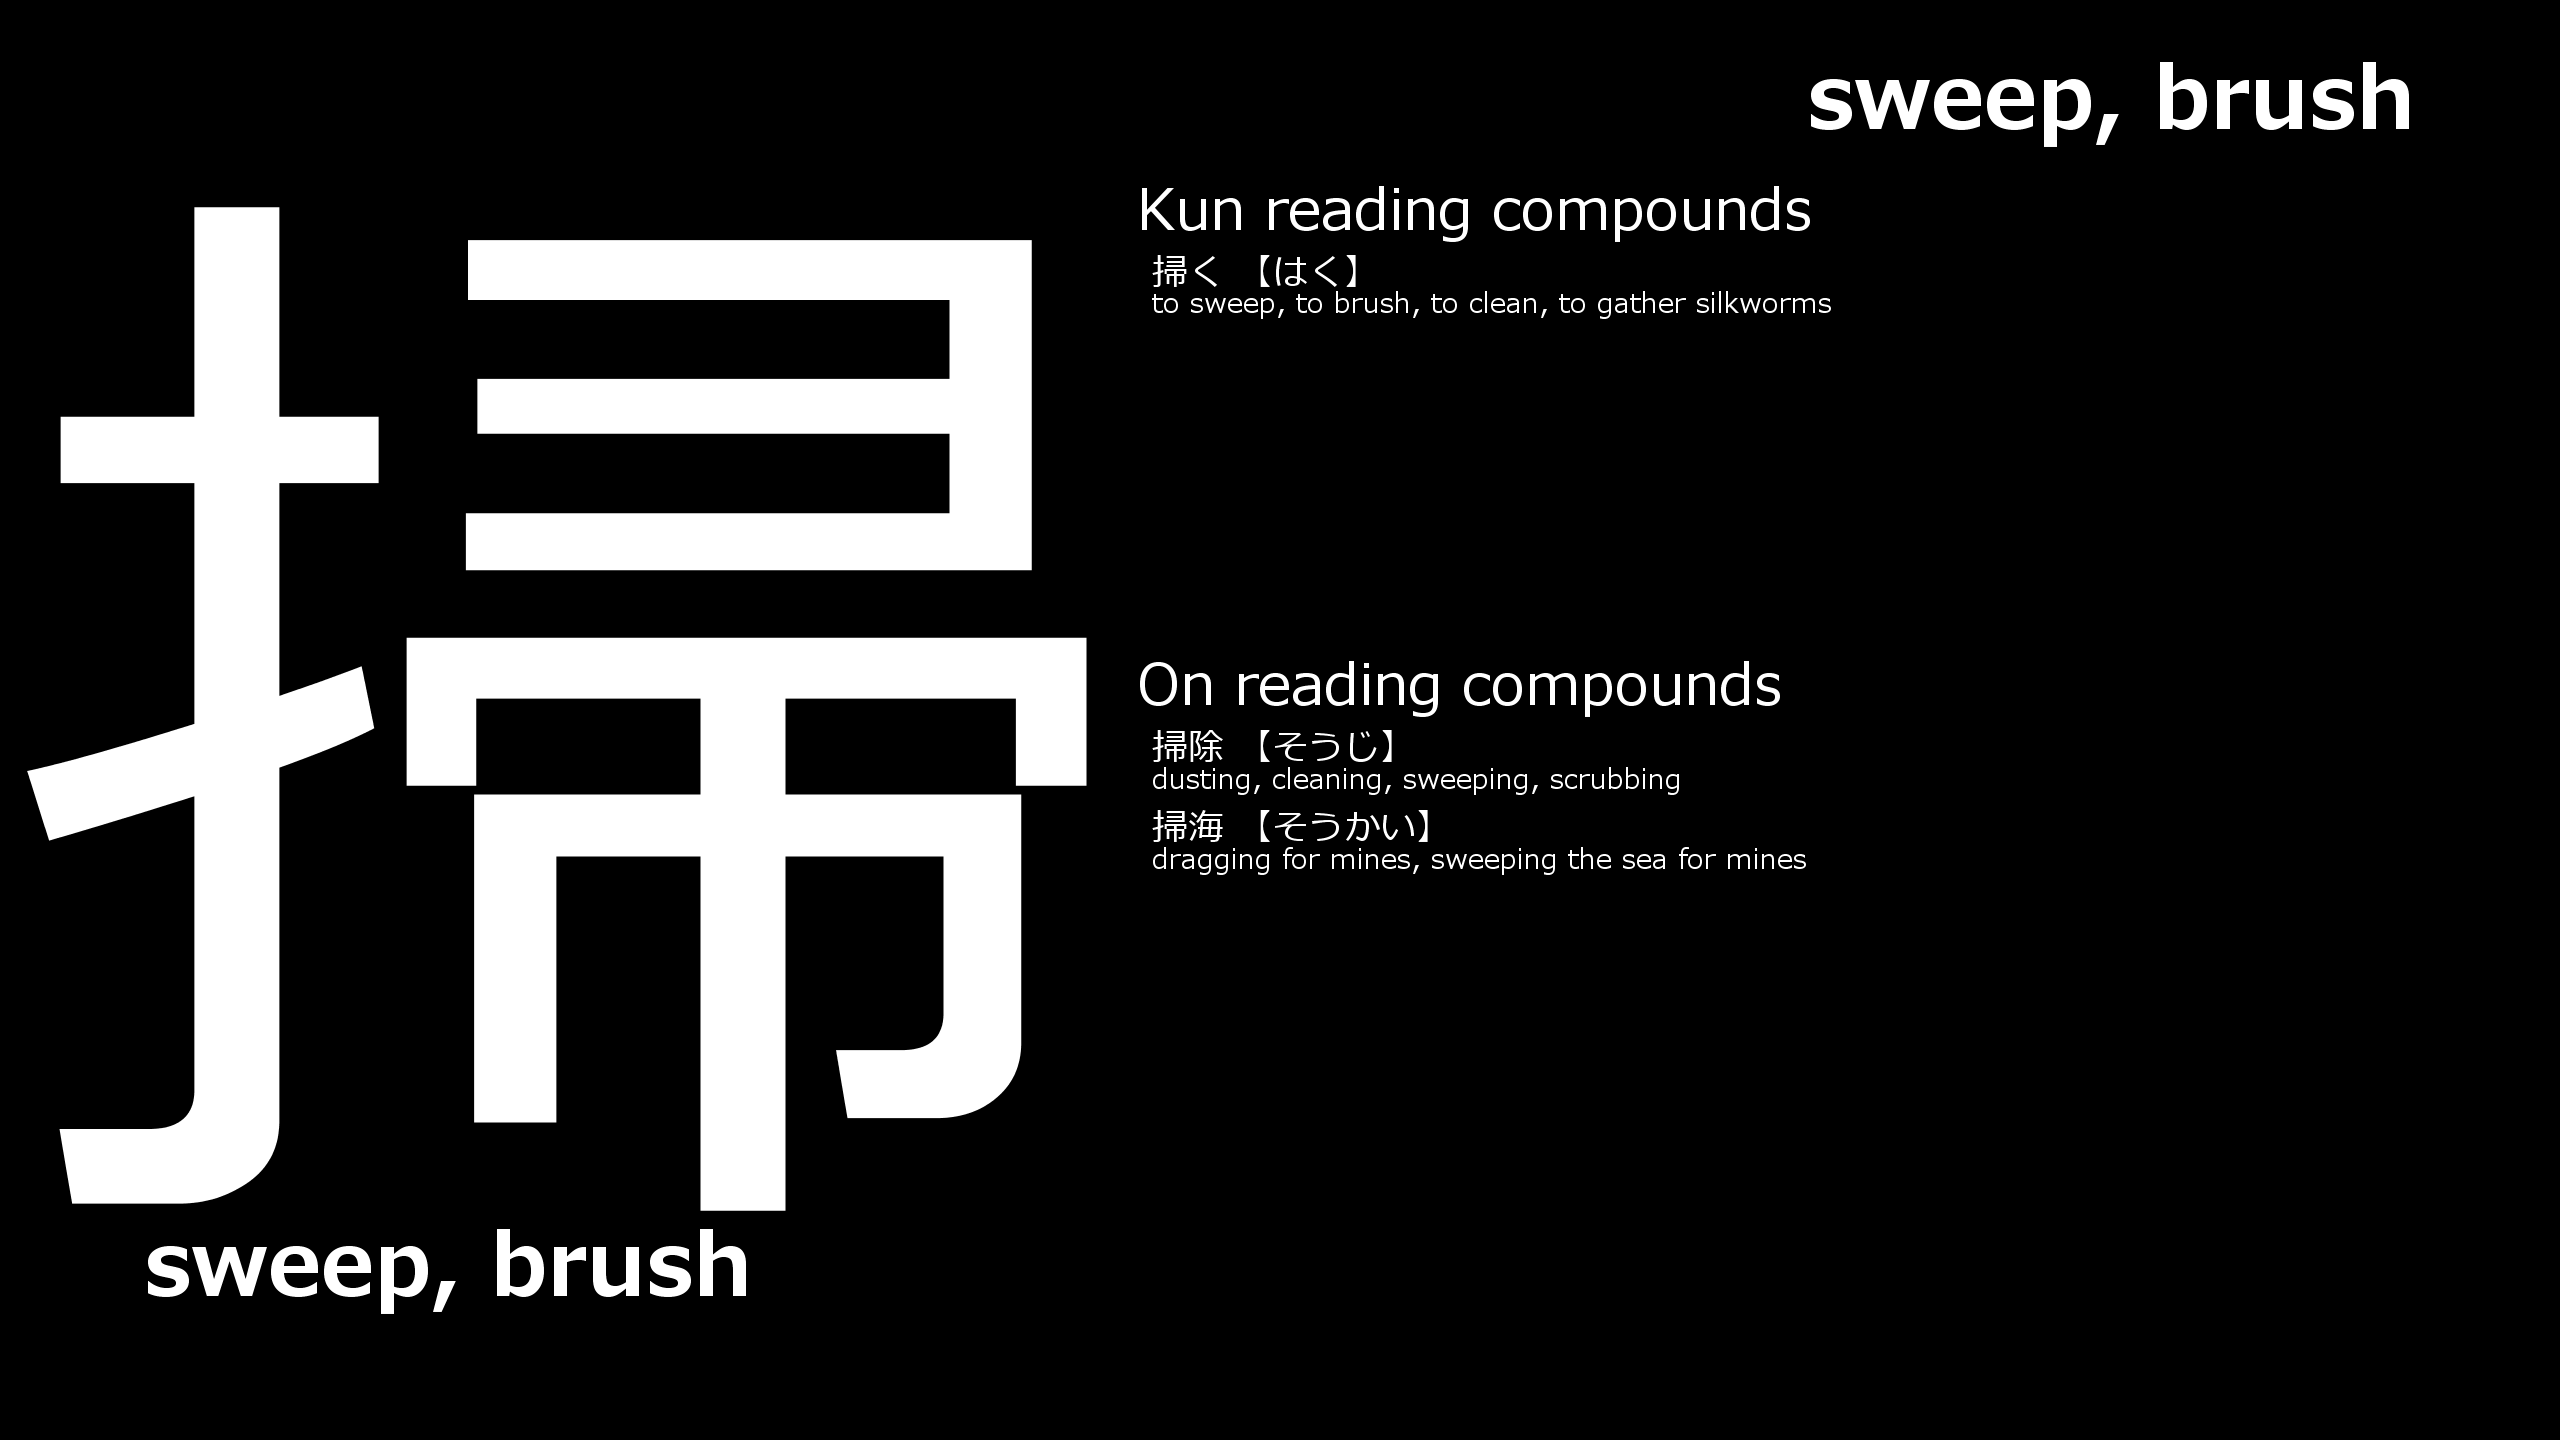 sweep, brush
掃
Kun reading compounds
掃く 【はく】
to sweep, to brush, to clean, to gather silkworms
On reading compounds
掃除 【そうじ】
dusting, cleaning, sweeping, scrubbing
掃海 【そうかい】
dragging for mines, sweeping the sea for mines
sweep, brush